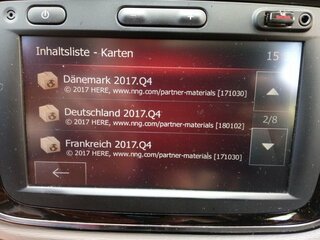 Inhaltsliste - Karten
15
Dänemark 2017.Q4
© 2017 HERE, www.nng.com/partner-materials [171030]
Deutschland 2017.Q4
© 2017 HERE, www.nng.com/partner-materials [180102]
2/8
Frankreich 2017.Q4
© 2017 HERE, www.nng.com/partner-materials [171030]